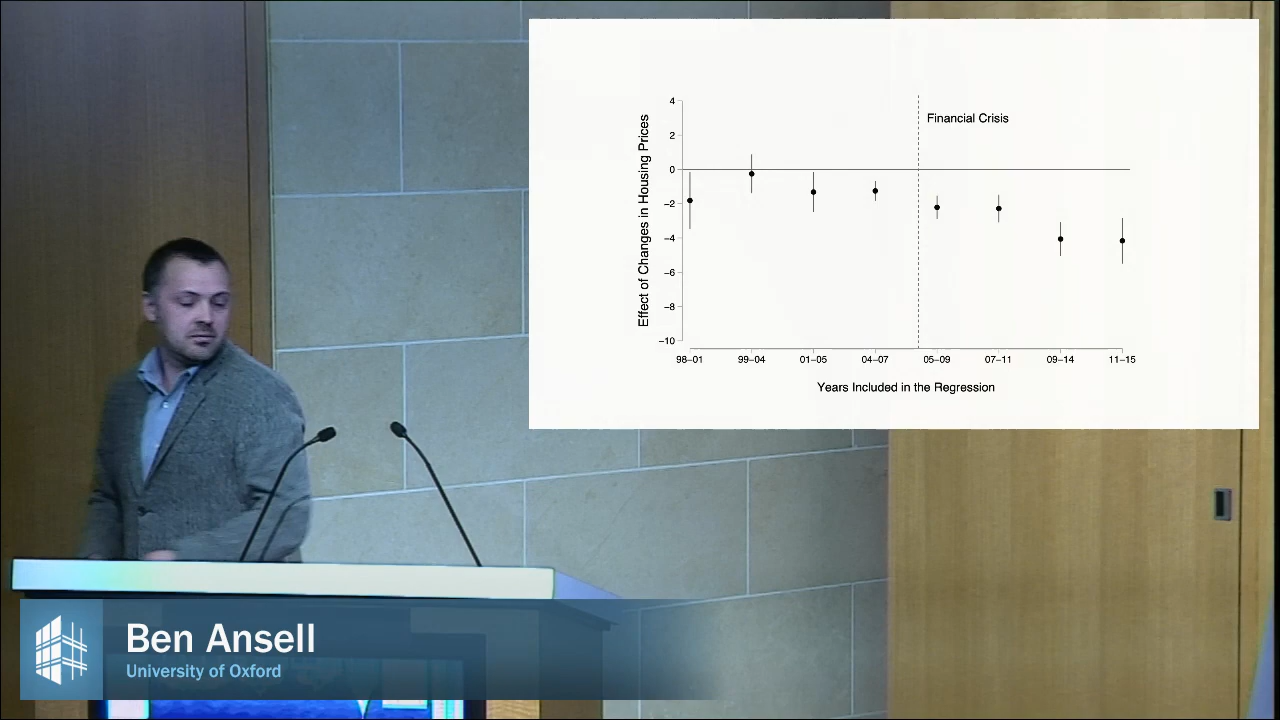 Financial Crisis
Effect of Changes in Housing Prices
4
2
0
−2
−4
−6
−8
−10
98−01 99−04 01−05 04−07 05−09 07−11 09−14 11−15
Years Included in the Regression
Ben Ansell
University of Oxford